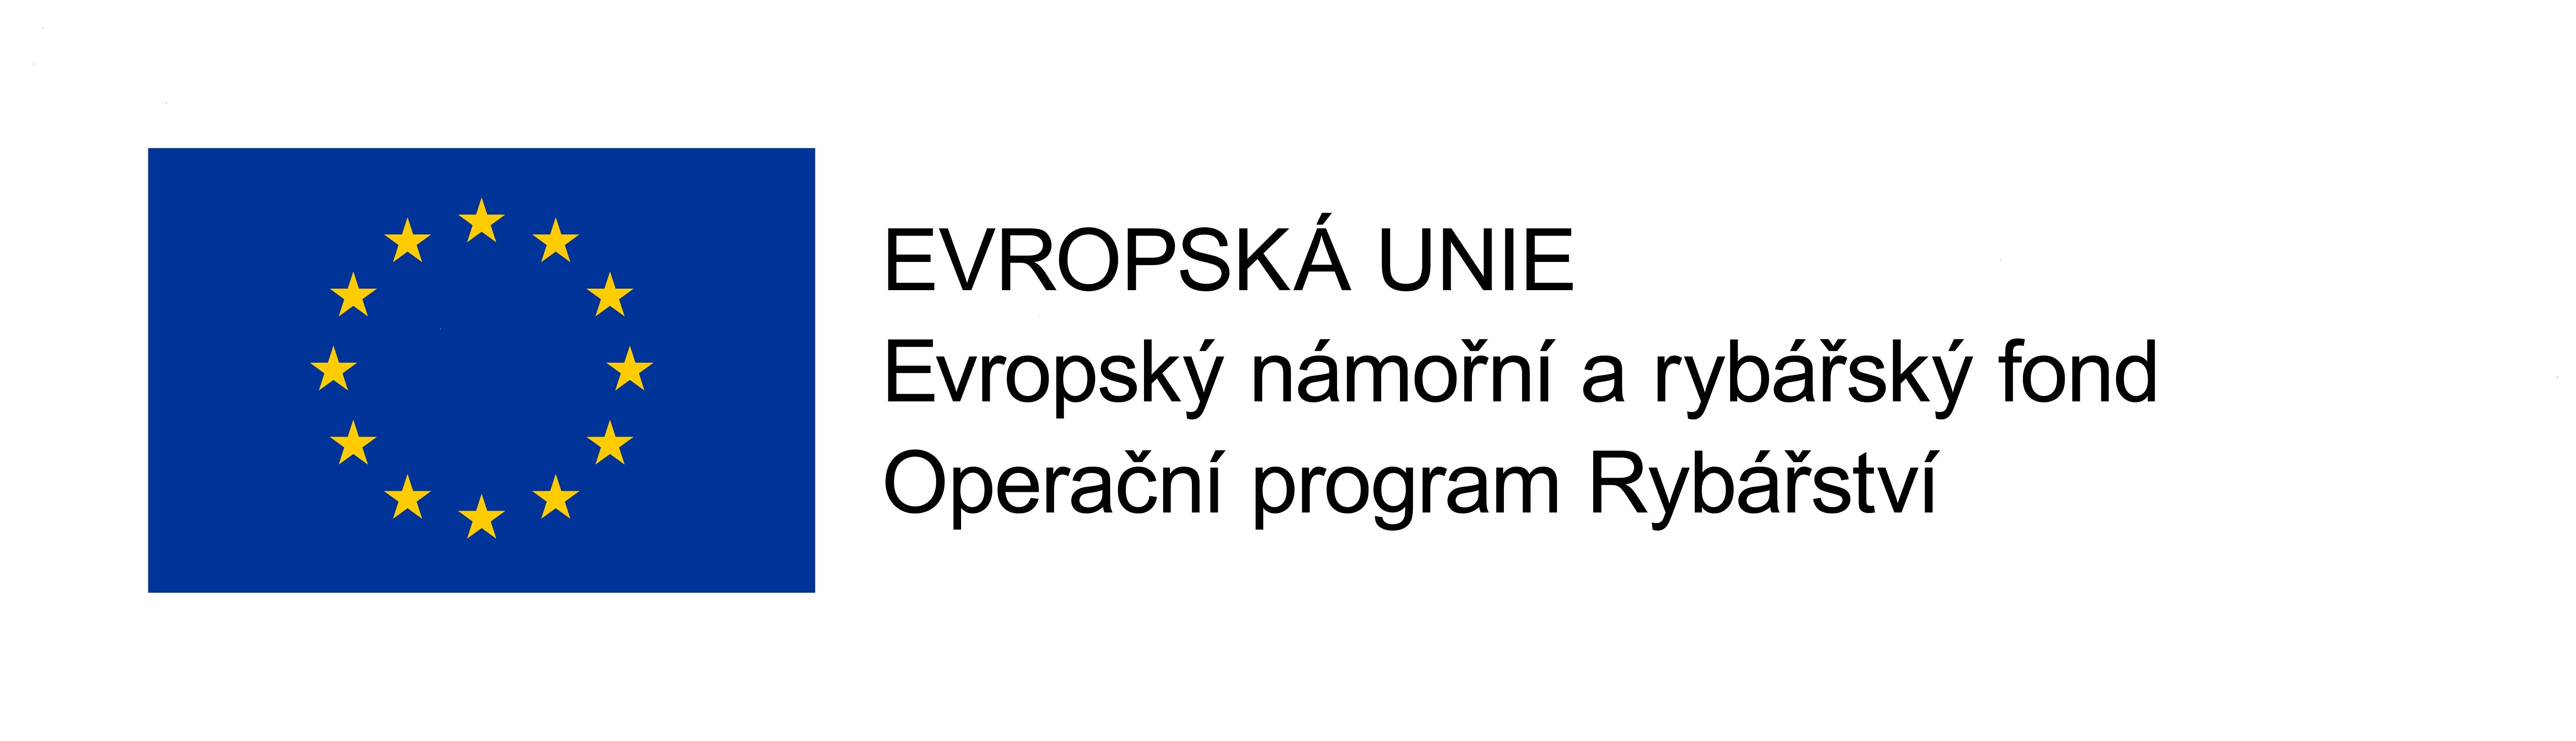 EVROPSKÁ UNIE
Evropský námořní a rybářský fond
Operační program Rybářství